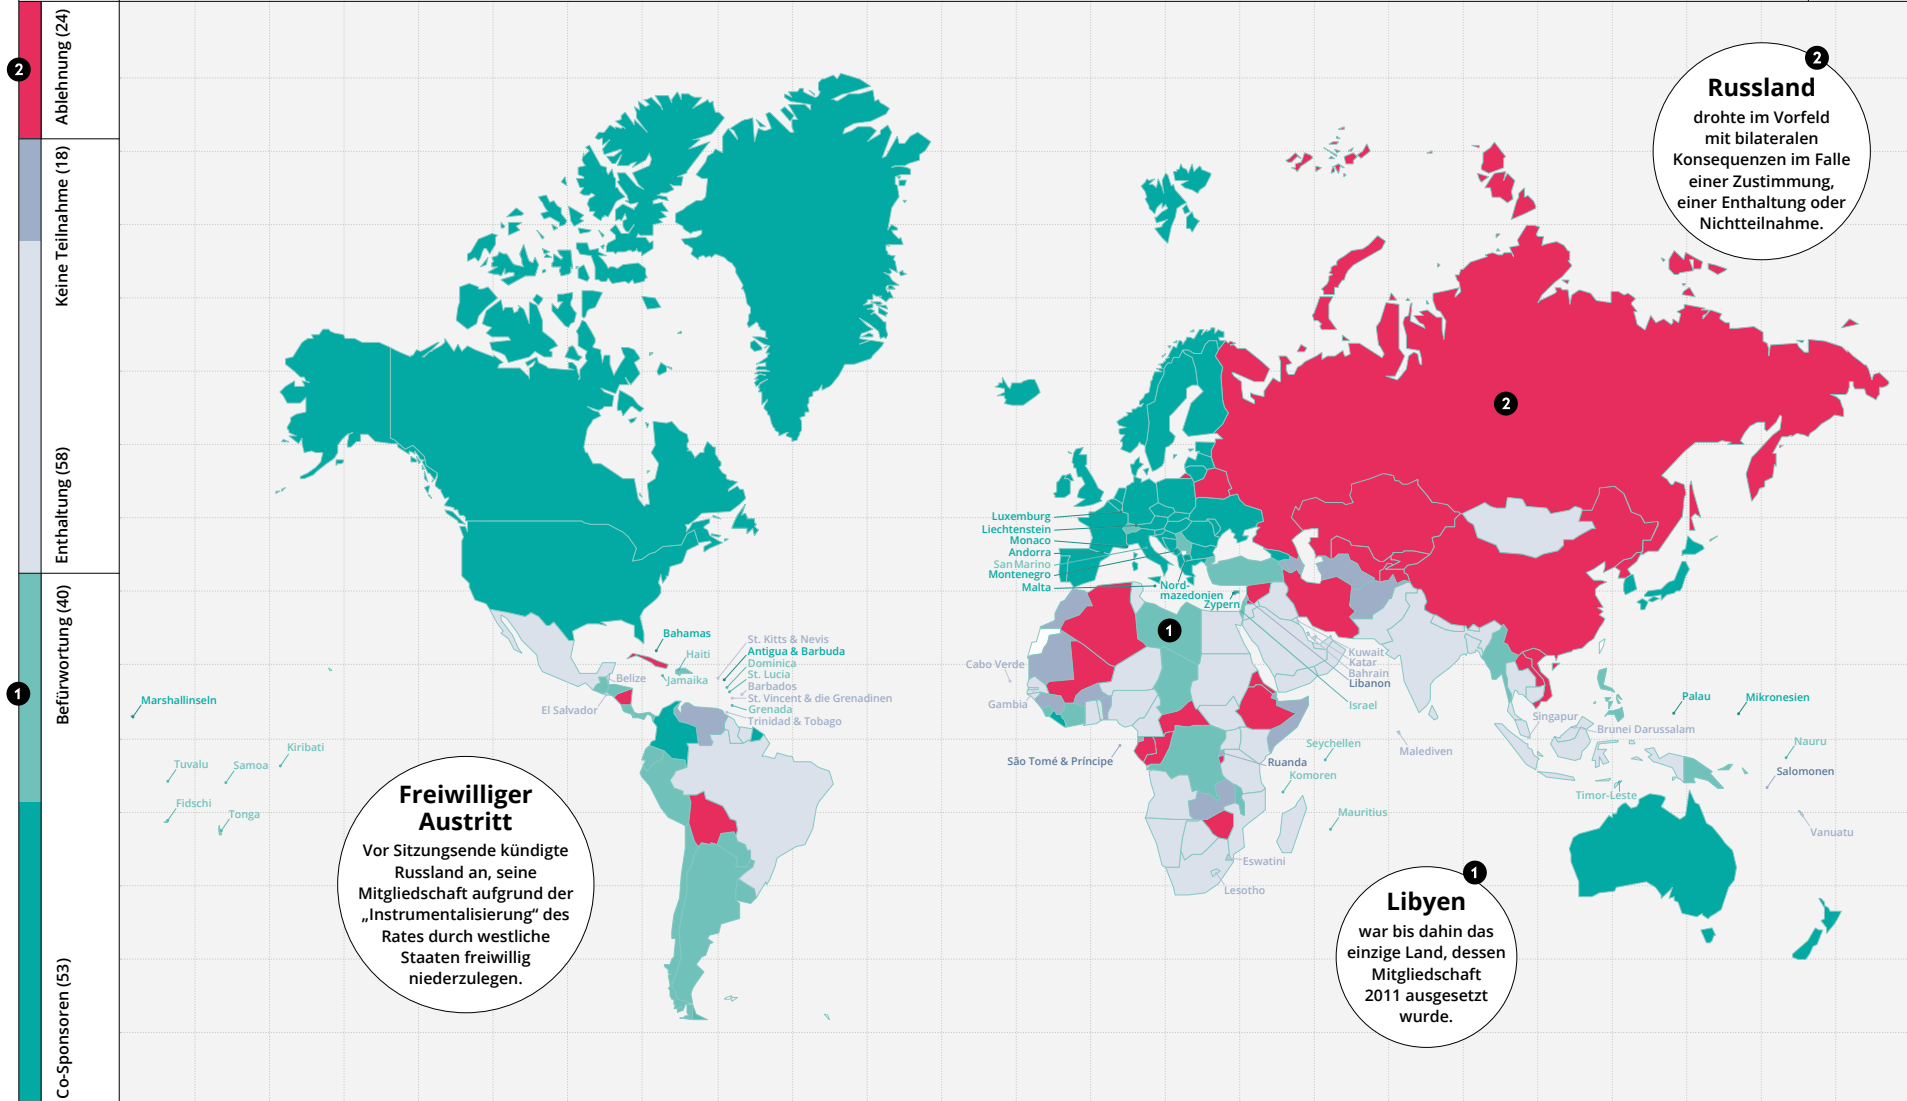 Ablehnung (24)
Keine Teilnahme (18)
Enthaltung (58)
Befürwortung (40)
Co-Sponsoren (53)
2
1
2
Russland
drohte im Vorfeld
mit bilateralen
Konsequenzen im Falle
einer Zustimmung,
einer Enthaltung oder
Nichtteilnahme.
2
Luxemburg
Liechtenstein
Monaco
Andorra
San Marino
Montenegro
Malta
Nord-
mazedonien
Zypern
1
Bahamas
Haiti
Jamaika
Belize
El Salvador
St. Kitts & Nevis
Antigua & Barbuda
Dominica
St. Lucia
Barbados
St. Vincent & die Grenadinen
Grenada
Trinidad & Tobago
Cabo Verde
Gambia
São Tomé & Príncipe
Kuwait
Katar
Bahrain
Libanon
Israel
Ruanda
Seychellen
Komoren
Mauritius
Malediven
Eswatini
Lesotho
Singapur
Brunei Darussalam
Timor-Leste
Palau
Mikronesien
Nauru
Salomonen
Vanuatu
Marshallinseln
Kiribati
Tuvalu
Samoa
Fidschi
Tonga
Freiwilliger
Austritt
Vor Sitzungsende kündigte
Russland an, seine
Mitgliedschaft aufgrund der
„Instrumentalisierung“ des
Rates durch westliche
Staaten freiwillig
niederzulegen.
1
Libyen
war bis dahin das
einzige Land, dessen
Mitgliedschaft
2011 ausgesetzt
wurde.